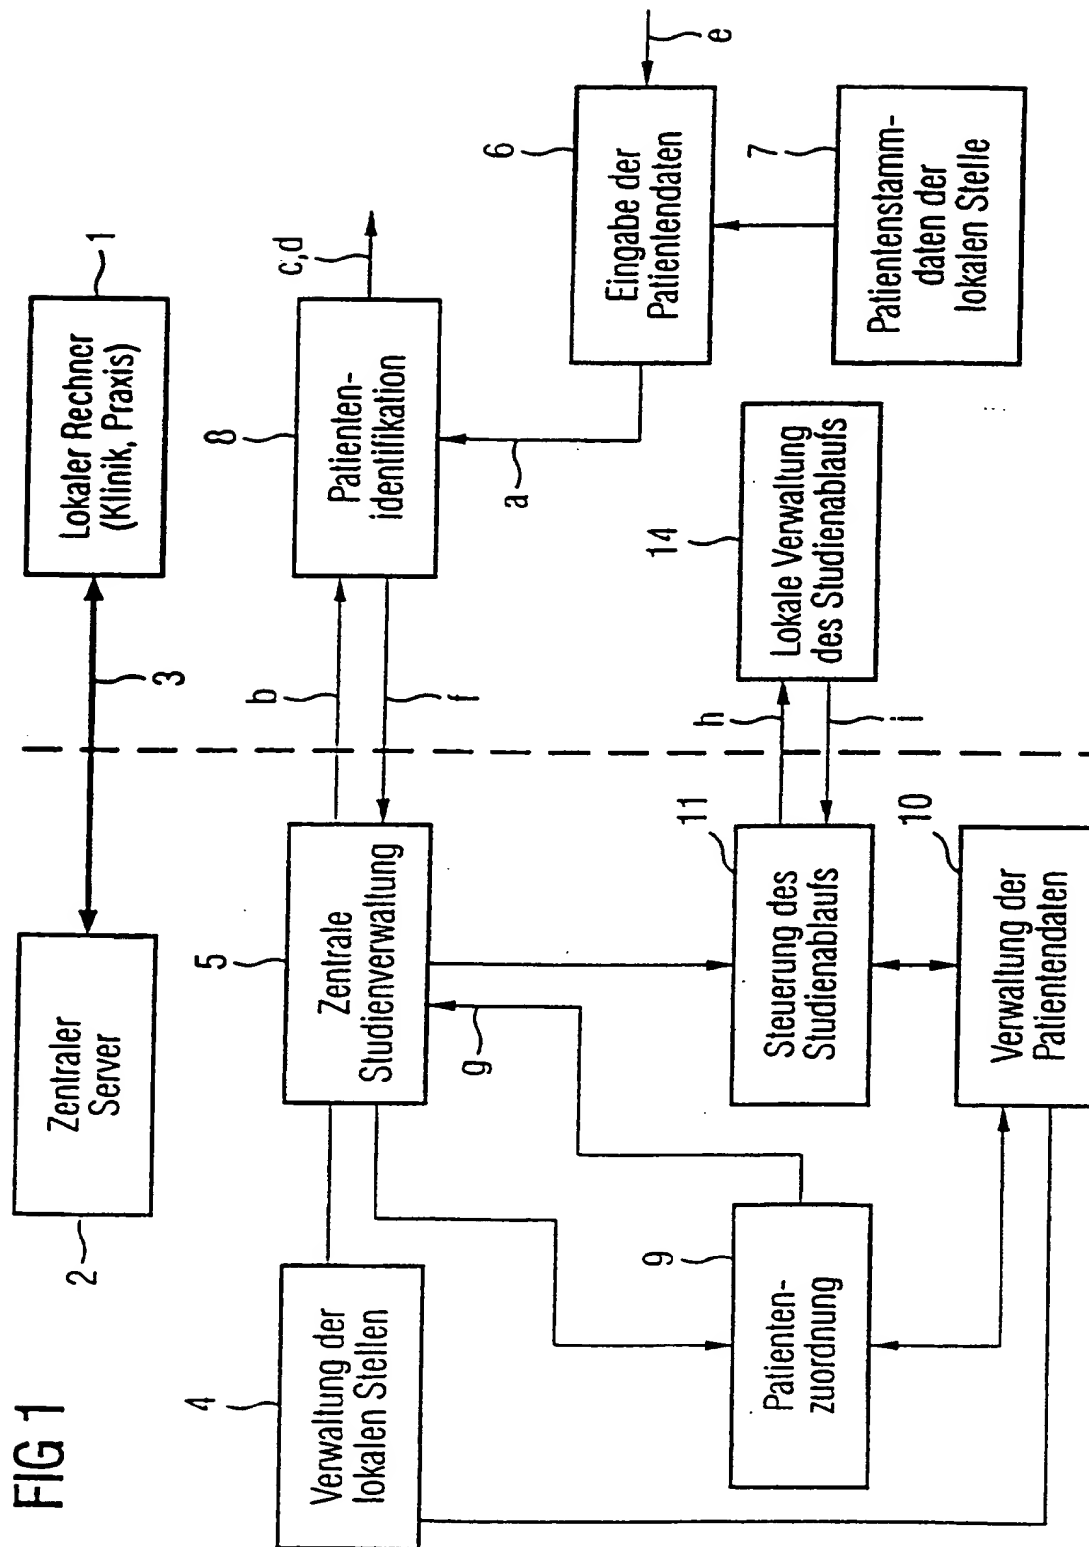 FIG 1
2
Zentraler
Server
3
1
Lokaler Rechner
(Klinik, Praxis)
4
Verwaltung der
lokalen Stellen
5
Zentrale
Studienverwaltung
b
f
8
Patienten-
identifikation
c,d
g
a
6
Eingabe der
Patientendaten
e
9
Patienten-
zuordnung
11
Steuerung des
Studienablaufs
h
i
14
Lokale Verwaltung
des Studienablaufs
7
Patientenstamm-
daten der
lokalen Stelle
10
Verwaltung der
Patientendaten